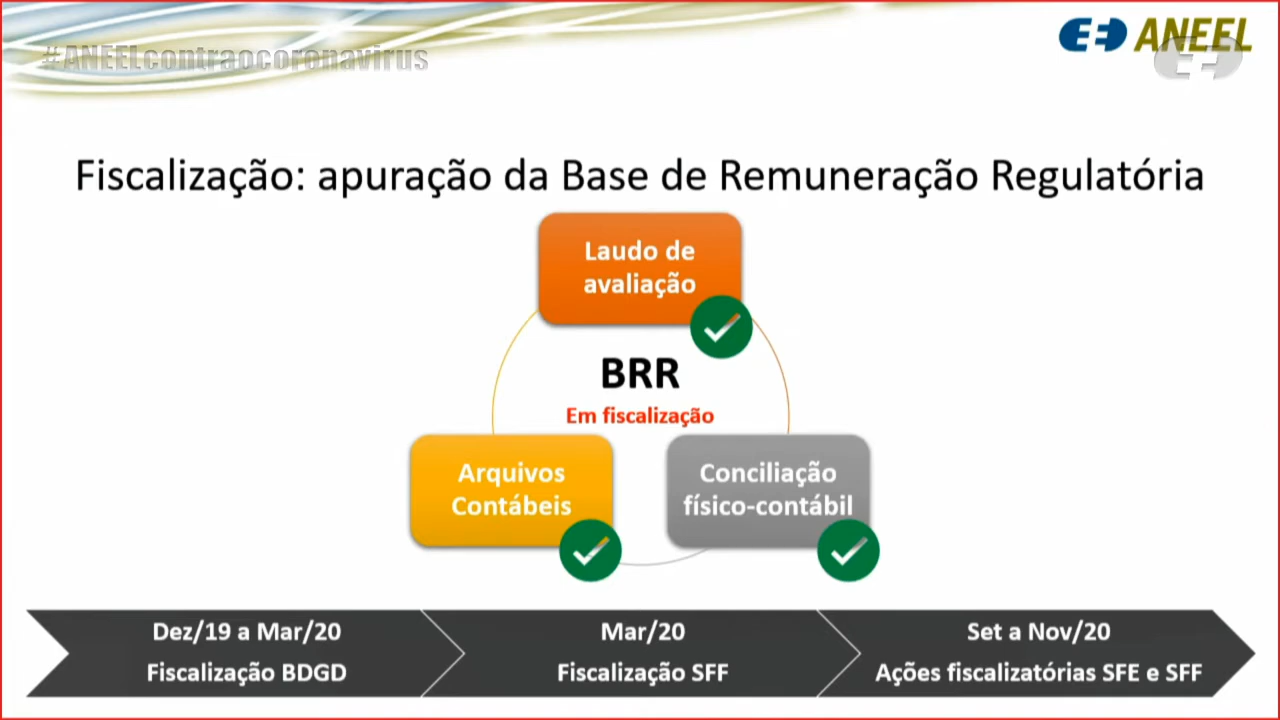 #ANEELcontraocoronavirus
ANEEL
Fiscalização: apuração da Base de Remuneração Regulatória
Laudo de
avaliação
BRR
Em fiscalização
Arquivos
Contábeis
Conciliação
físico-contábil
Dez/19 a Mar/20
Fiscalização BDGD
Mar/20
Fiscalização SFF
Set a Nov/20
Ações fiscalizatórias SFE e SFF